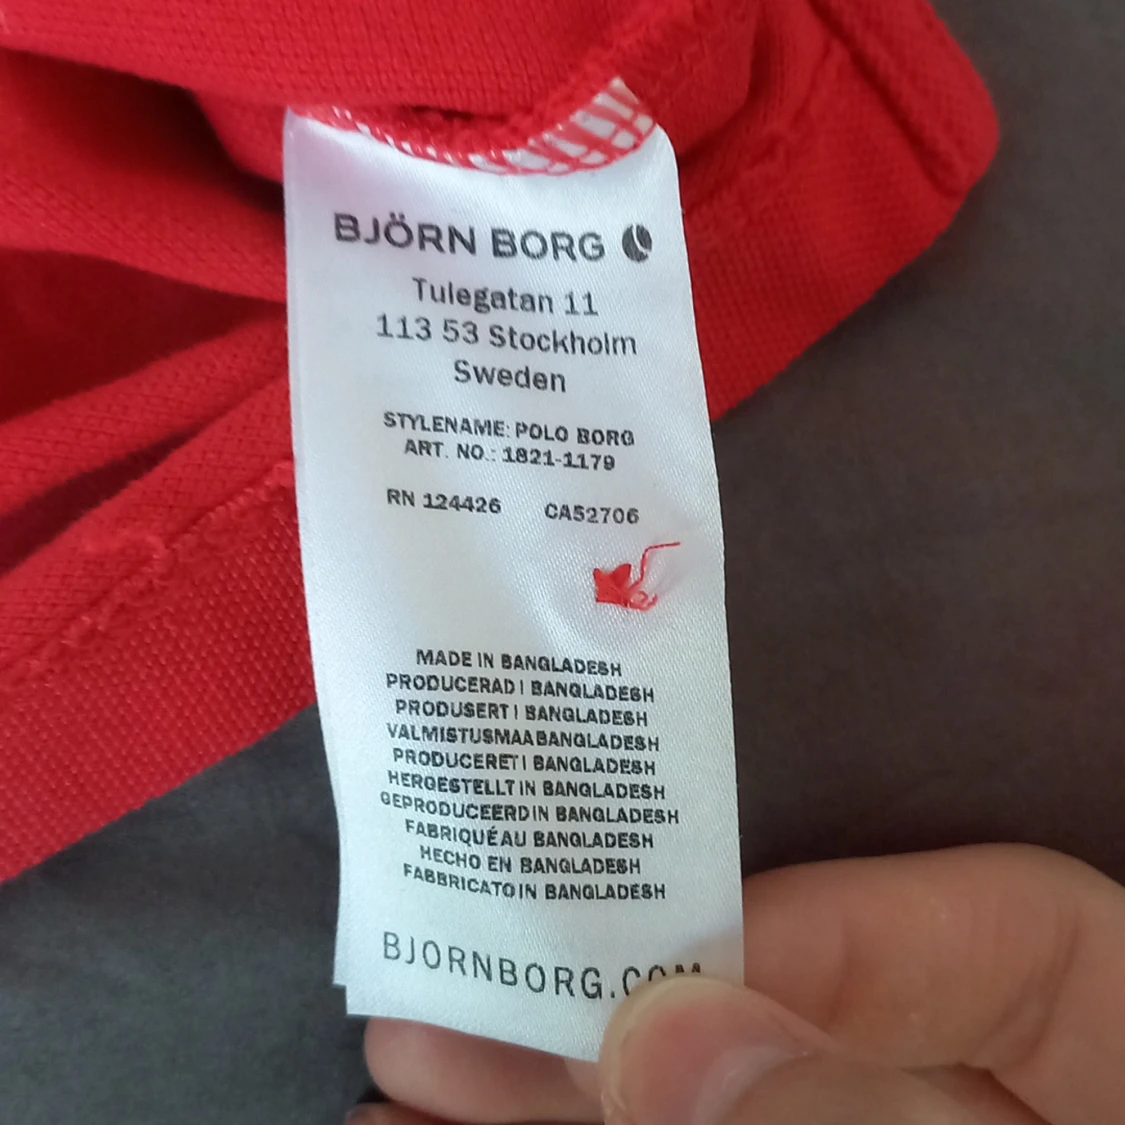 BJÖRN BORG
Tulegatan 11
113 53 Stockholm
Sweden
STYLENAME: POLO BORG
ART. NO.: 1821-1179
RN 124426 CA52706
MADE IN BANGLADESH
PRODUCERAD I BANGLADESH
PRODUSERT I BANGLADESH
VALMISTUSMAA BANGLADESH
PRODUCERET I BANGLADESH
HERGESTELLT IN BANGLADESH
GEPRODUCEERD IN BANGLADESH
FABRIQUÉ AU BANGLADESH
HECHO EN BANGLADESH
FABBRICATO IN BANGLADESH
BJORNBORG.COM